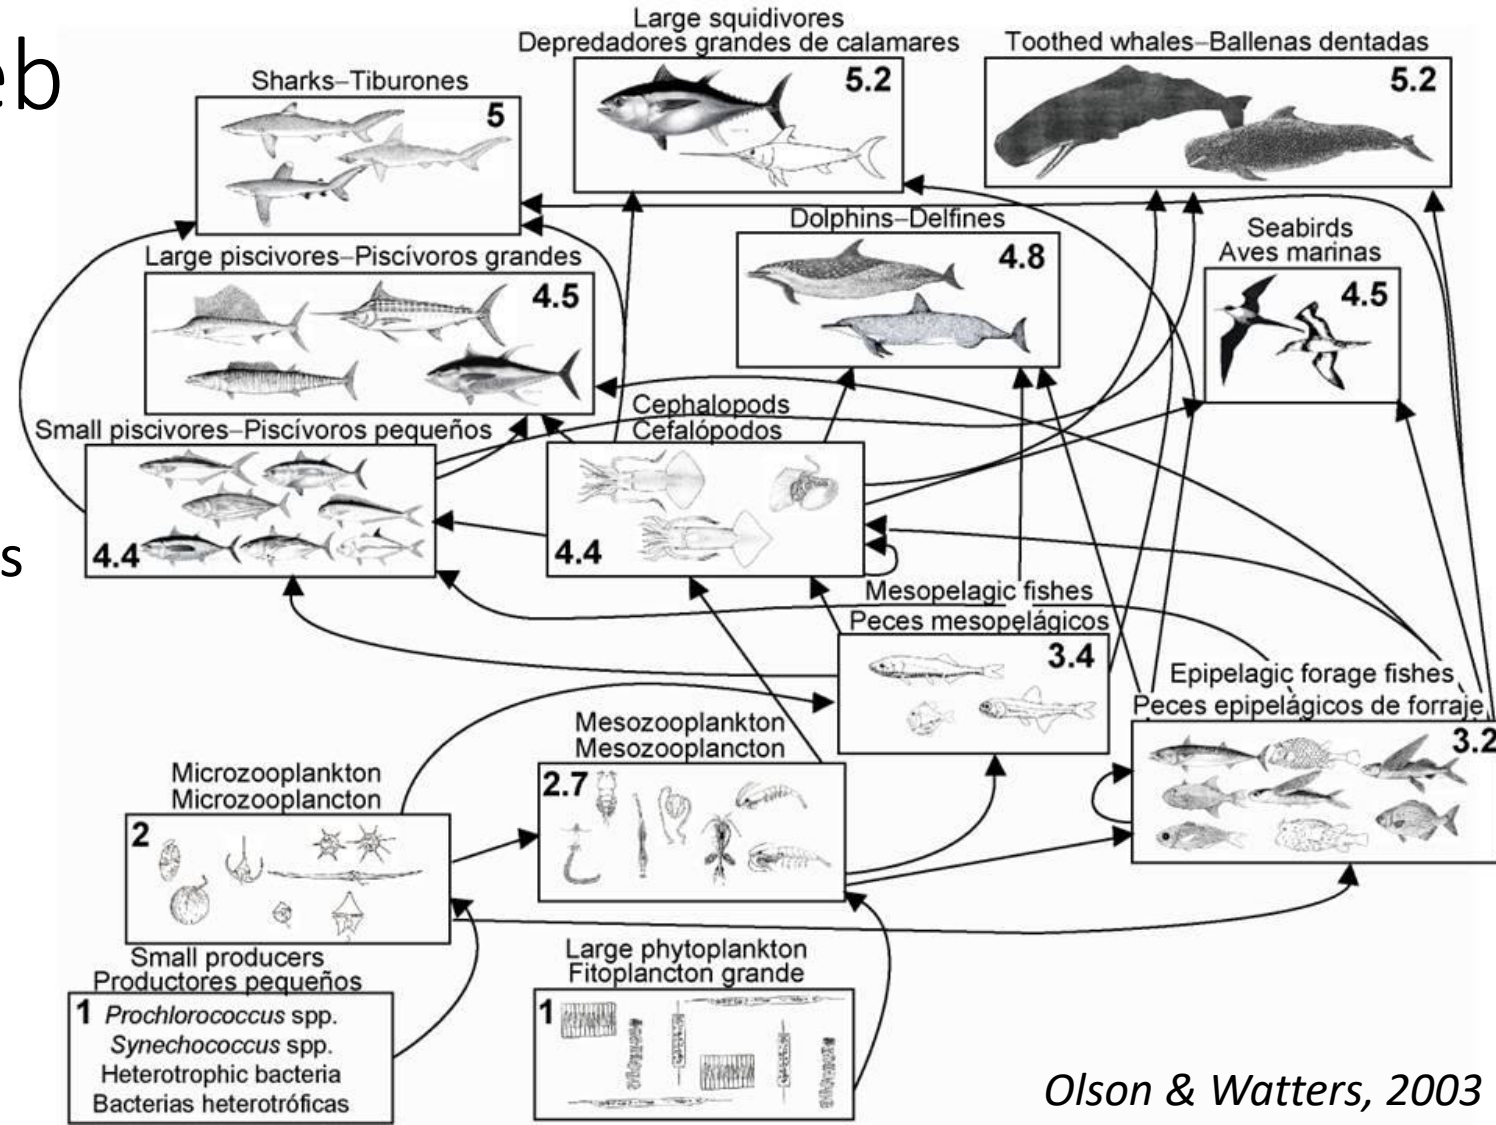 eb
s
Large squidivores
Depredadores grandes de calamares
5.2
Toothed whales–Ballenas dentadas
5.2
Sharks–Tiburones
5
Dolphins–Delfines
4.8
Seabirds
Aves marinas
4.5
Large piscivores–Piscívoros grandes
4.5
Cephalopods
Cefalópodos
4.4
Small piscivores–Piscívoros pequeños
4.4
Mesopelagic fishes
Peces mesopelágicos
3.4
Epipelagic forage fishes
Peces epipelágicos de forraje
3.2
Mesozooplankton
Mesozooplancton
2.7
Microzooplankton
Microzooplancton
2
Small producers
Productores pequeños
1 Prochlorococcus spp.
Synechococcus spp.
Heterotrophic bacteria
Bacterias heterotróficas
Large phytoplankton
Fitoplancton grande
1
Olson & Watters, 2003